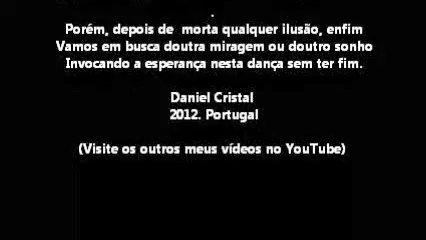 Porém, depois de morta qualquer ilusão, enfim
Vamos em busca doutra miragem ou doutro sonho
Invocando a esperança nesta dança sem ter fim.
Daniel Cristal
2012. Portugal
(Visite os outros meus vídeos no YouTube)